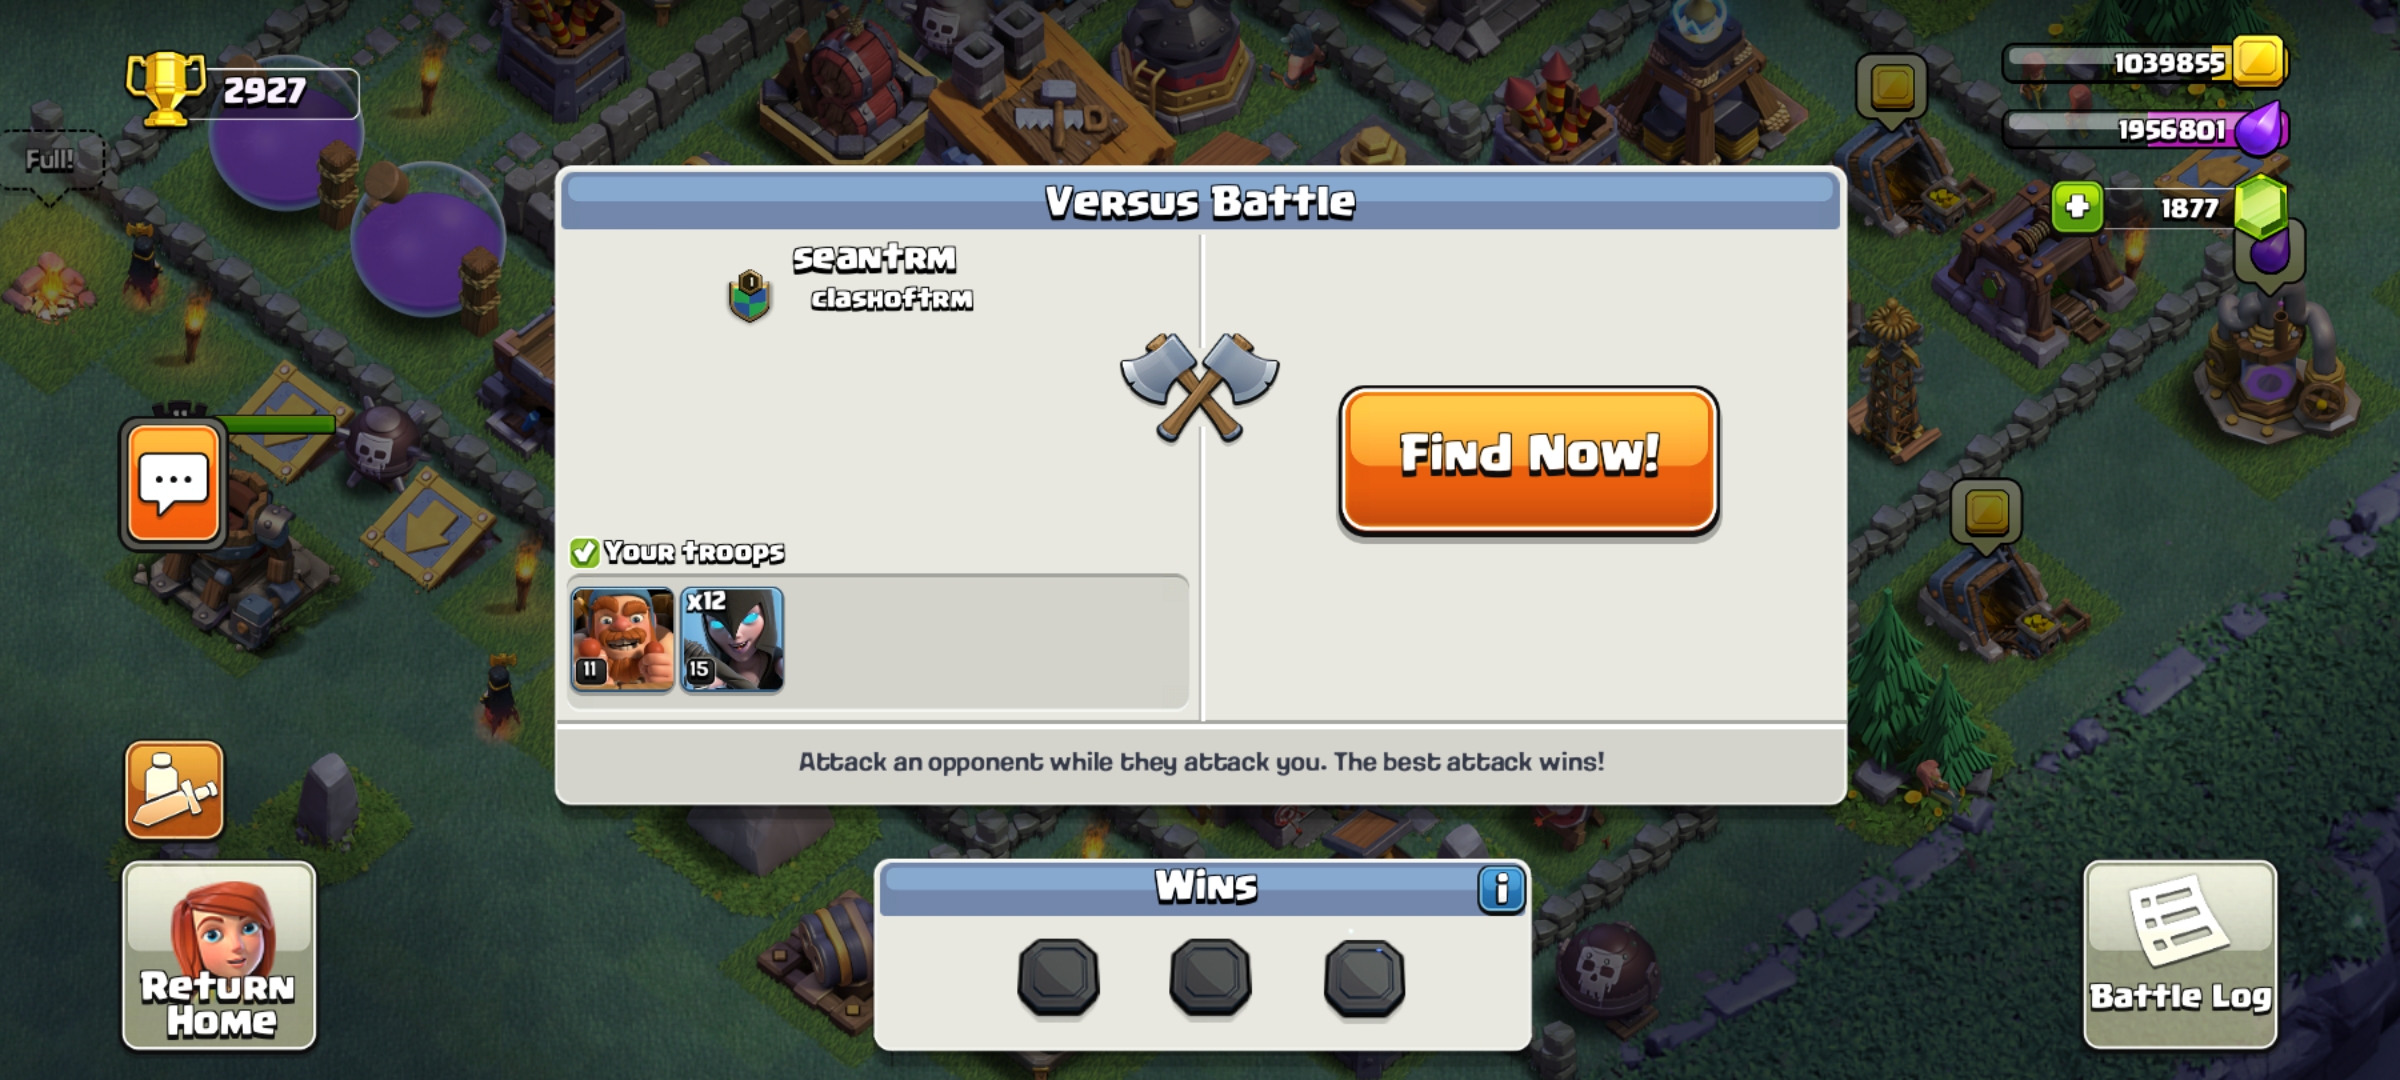 2927
1039855
1956801
1877
Full!
Versus Battle
seantrm
1
clashoftrm
Find Now!
Your troops
11
x12
15
Attack an opponent while they attack you. The best attack wins!
Wins
i
Return
Home
Battle Log